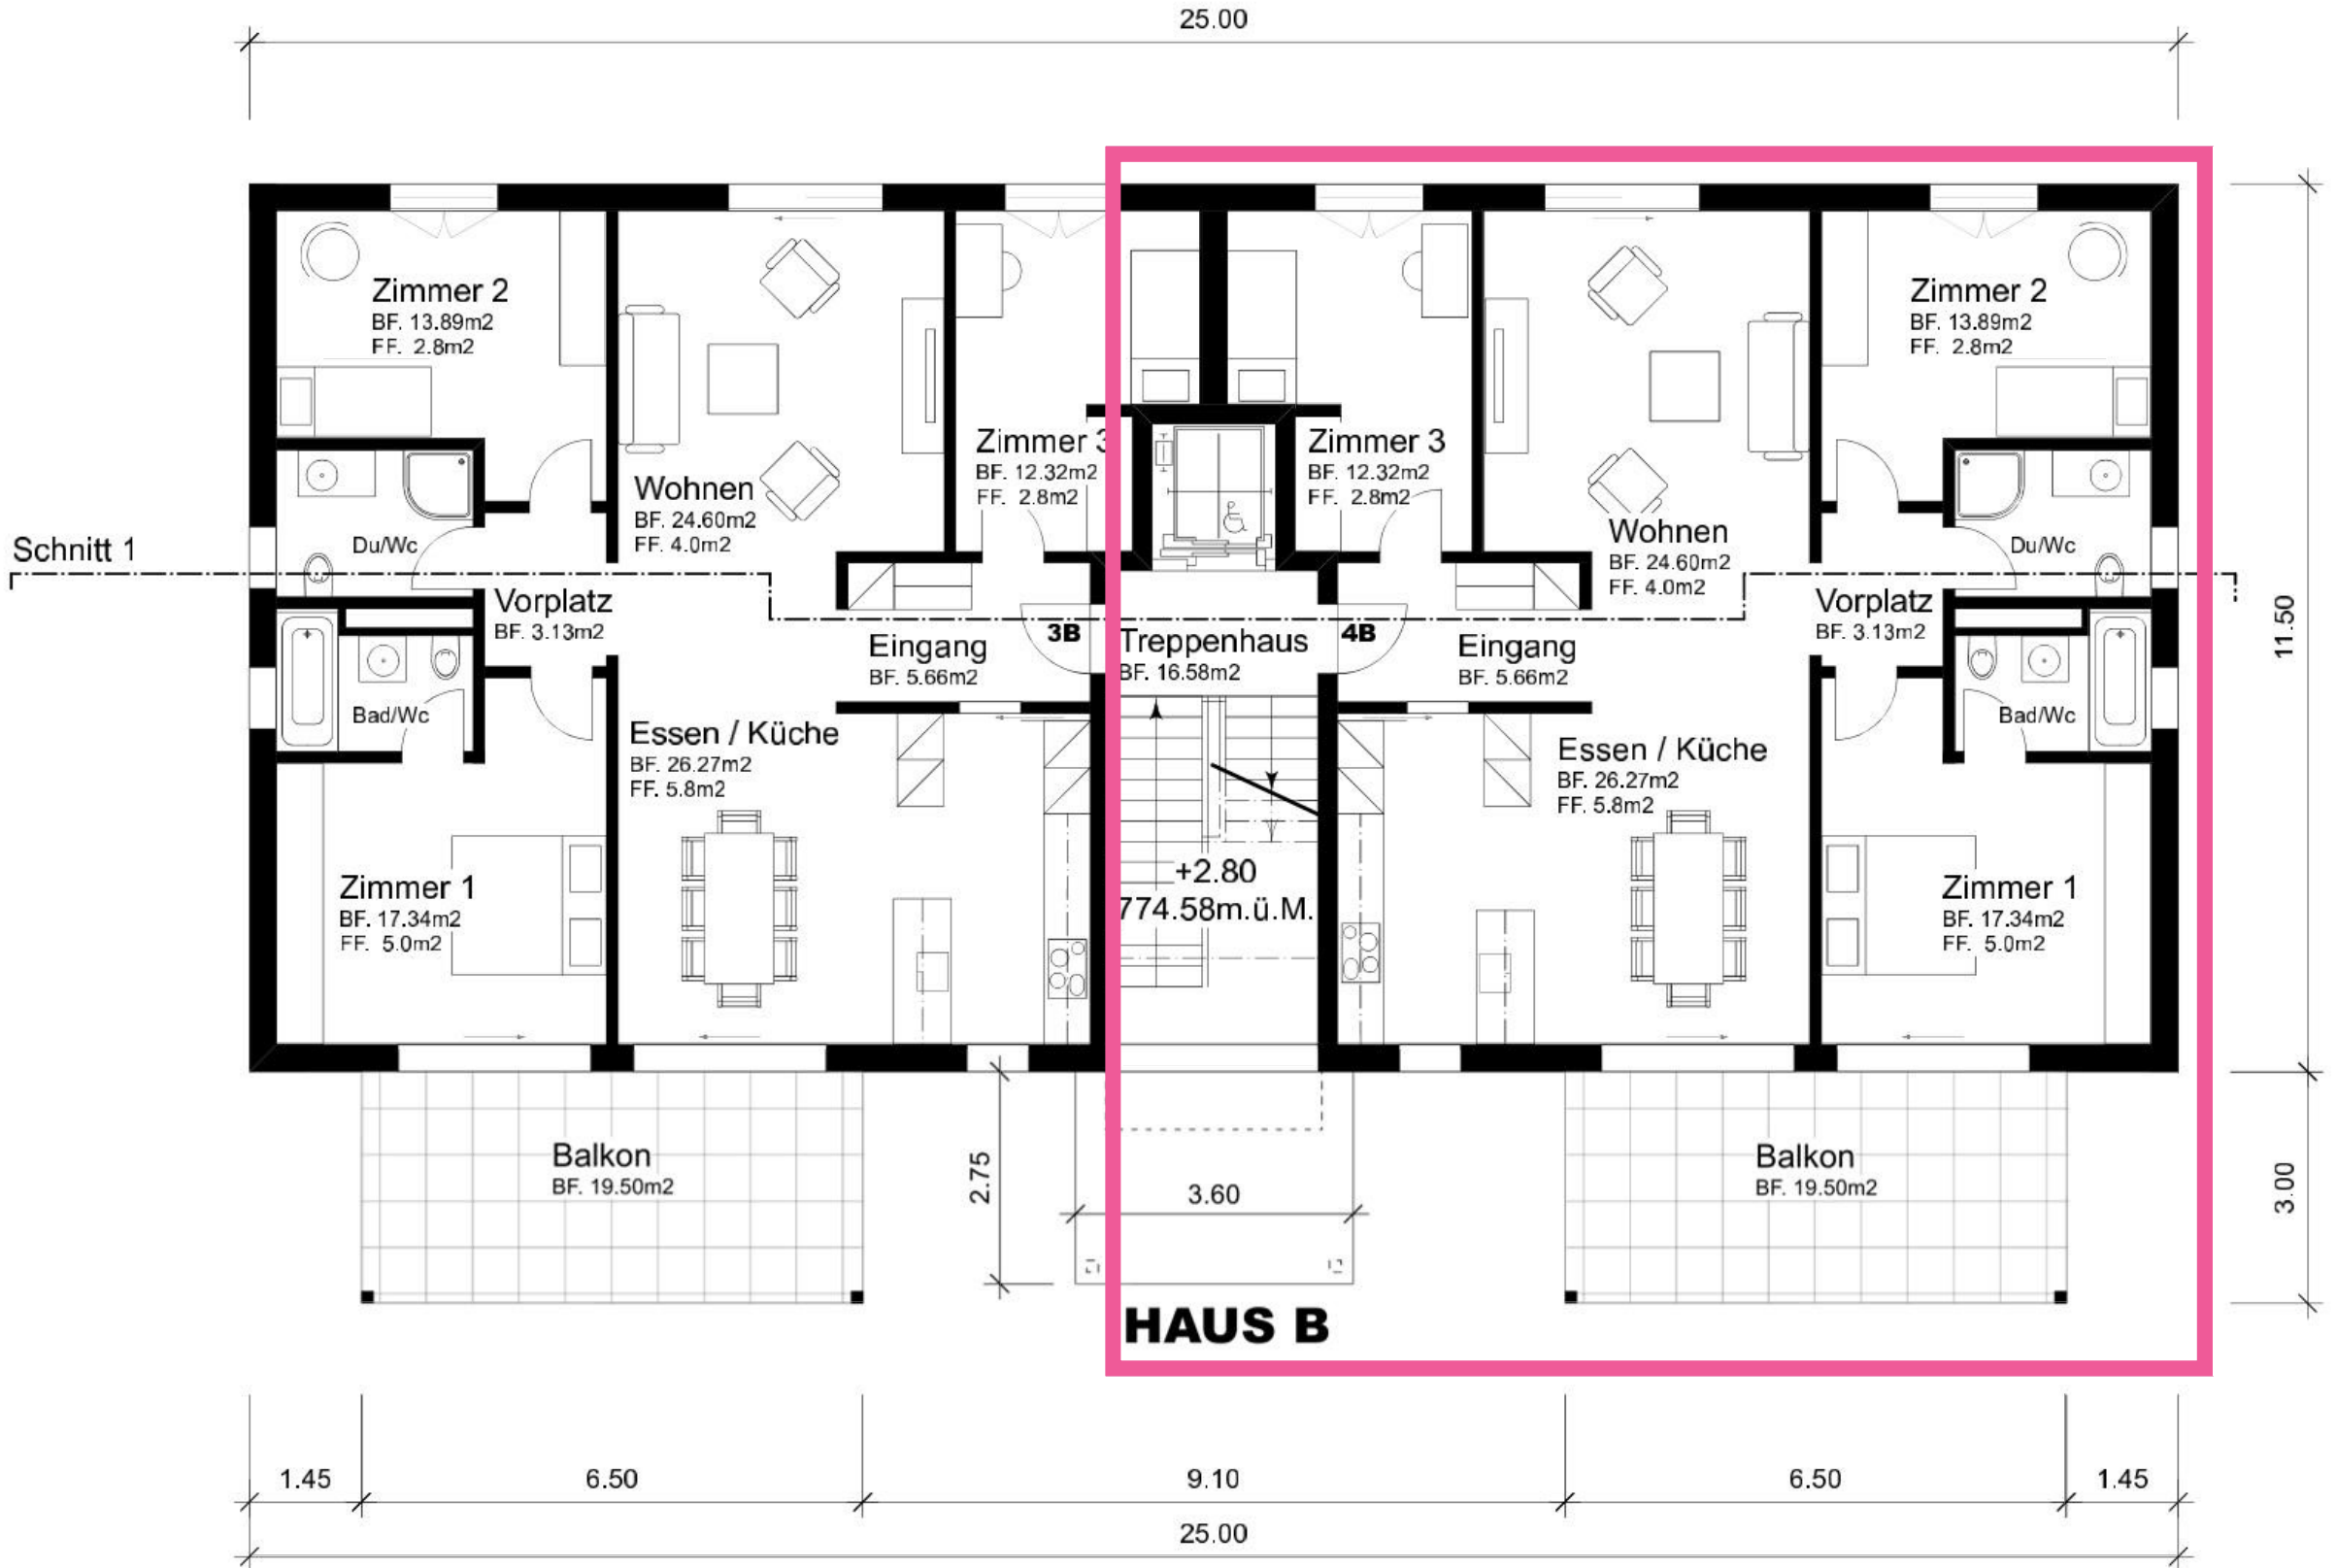 25.00
Zimmer 2
BF. 13.89m2
FF. 2.8m2
Zimmer 2
BF. 13.89m2
FF. 2.8m2
Zimmer 3
BF. 12.32m2
FF. 2.8m2
Zimmer 3
BF. 12.32m2
FF. 2.8m2
Wohnen
BF. 24.60m2
FF. 4.0m2
Wohnen
BF. 24.60m2
FF. 4.0m2
Schnitt 1
Du/Wc
Du/Wc
Vorplatz
BF. 3.13m2
Vorplatz
BF. 3.13m2
11.50
3B
4B
Eingang
BF. 5.66m2
Treppenhaus
BF. 16.58m2
Eingang
BF. 5.66m2
Bad/Wc
Bad/Wc
Essen / Küche
BF. 26.27m2
FF. 5.8m2
Essen / Küche
BF. 26.27m2
FF. 5.8m2
+2.80
774.58m.ü.M.
Zimmer 1
BF. 17.34m2
FF. 5.0m2
Zimmer 1
BF. 17.34m2
FF. 5.0m2
Balkon
BF. 19.50m2
2.75
3.60
Balkon
BF. 19.50m2
3.00
HAUS B
1.45
6.50
9.10
6.50
1.45
25.00